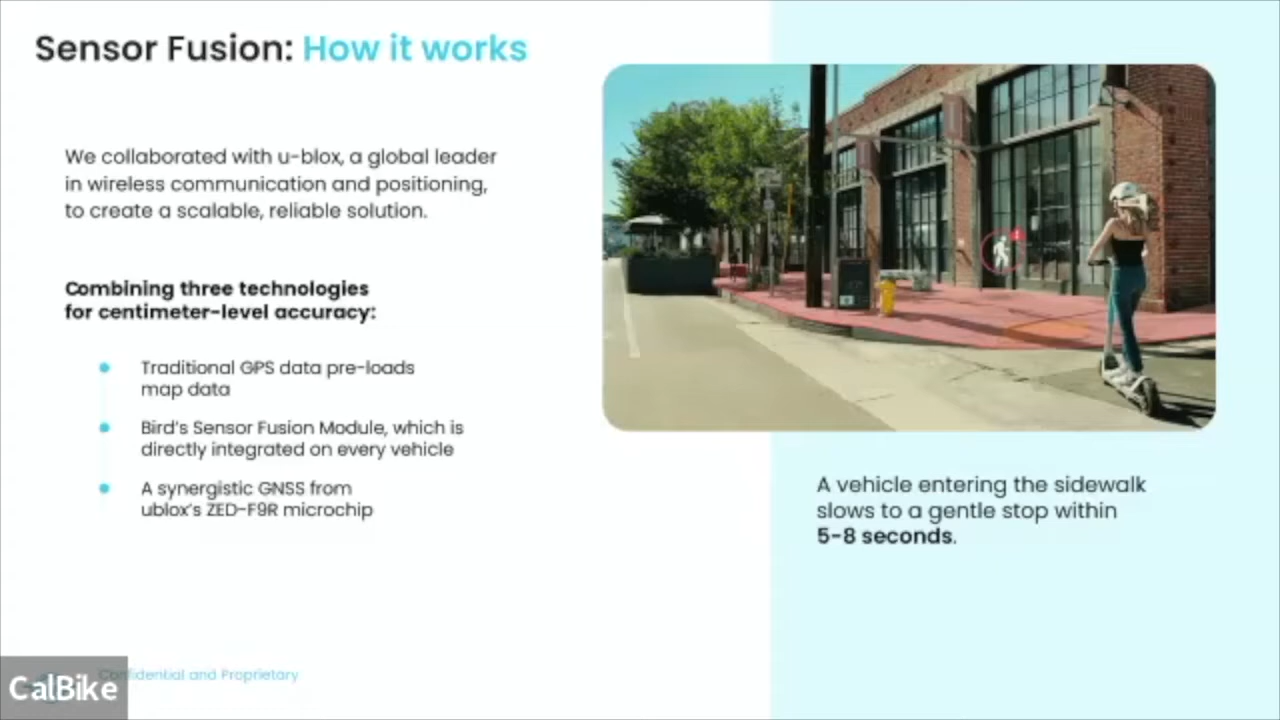 Sensor Fusion: How it works
We collaborated with u-blox, a global leader
in wireless communication and positioning,
to create a scalable, reliable solution.
Combining three technologies
for centimeter-level accuracy:
Traditional GPS data pre-loads
map data
Bird's Sensor Fusion Module, which is
directly integrated on every vehicle
A synergistic GNSS from
ublox's ZED-F9R microchip
A vehicle entering the sidewalk
slows to a gentle stop within
5-8 seconds.
Confidential and Proprietary
CalBike